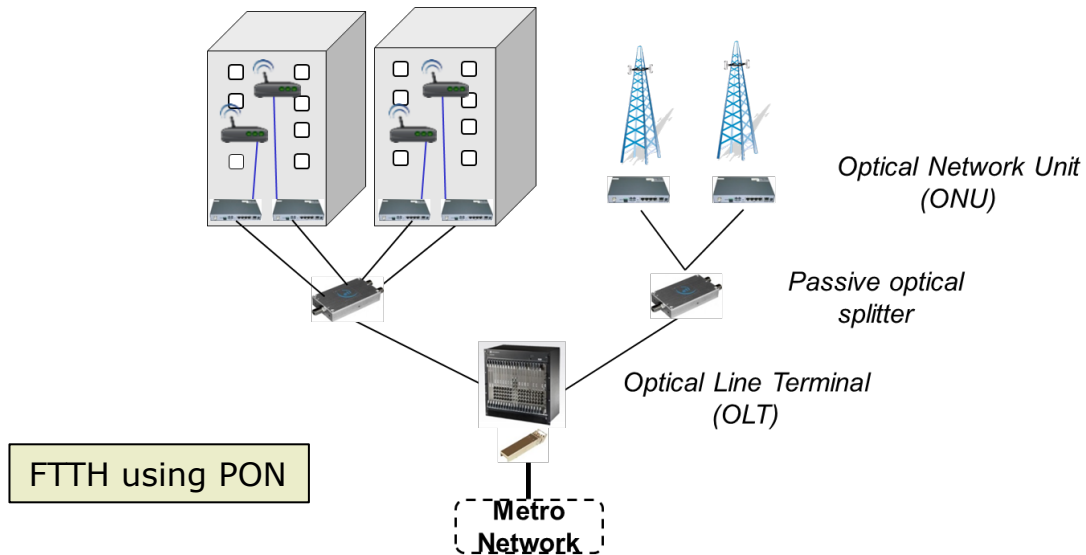 Optical Network Unit
(ONU)
Passive optical
splitter
Optical Line Terminal
(OLT)
FTTH using PON
Metro
Network